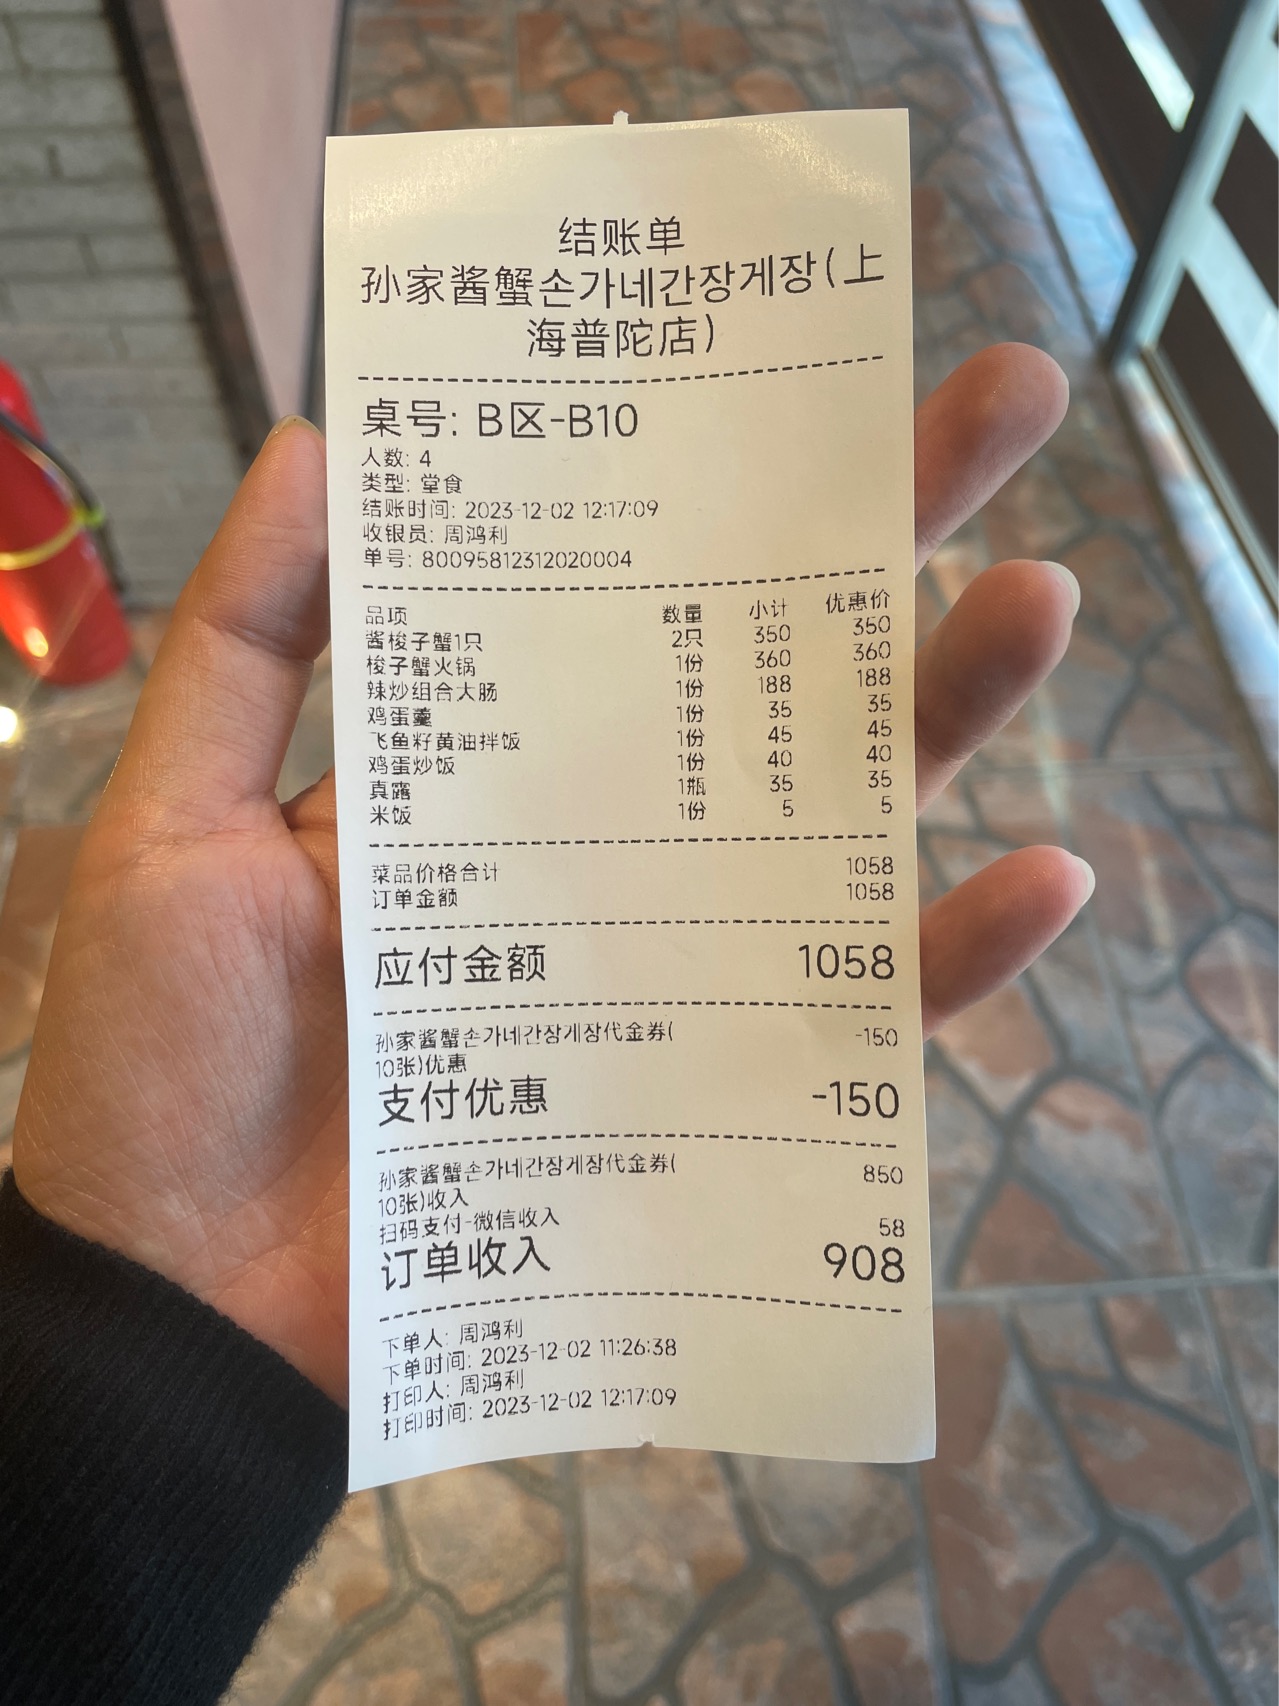 结账单
孙家酱蟹손가네간장게장(上
海普陀店)
桌号: B区-B10
人数: 4
类型: 堂食
结账时间: 2023-12-02 12:17:09
收银员: 周鸿利
单号: 80095812312020004
品项 数量 小计 优惠价
酱梭子蟹1只 2只 350 350
梭子蟹火锅 1份 360 360
辣炒组合大肠 1份 188 188
鸡蛋羹 1份 35 35
飞鱼籽黄油拌饭 1份 45 45
鸡蛋炒饭 1份 40 40
真露 1瓶 35 35
米饭 1份 5 5
菜品价格合计 1058
订单金额 1058
应付金额 1058
孙家酱蟹손가네간장게장代金券( -150
10张)优惠
支付优惠 -150
孙家酱蟹손가네간장게장代金券( 850
10张)收入
扫码支付-微信收入 58
订单收入 908
下单人: 周鸿利
下单时间: 2023-12-02 11:26:38
打印人: 周鸿利
打印时间: 2023-12-02 12:17:09